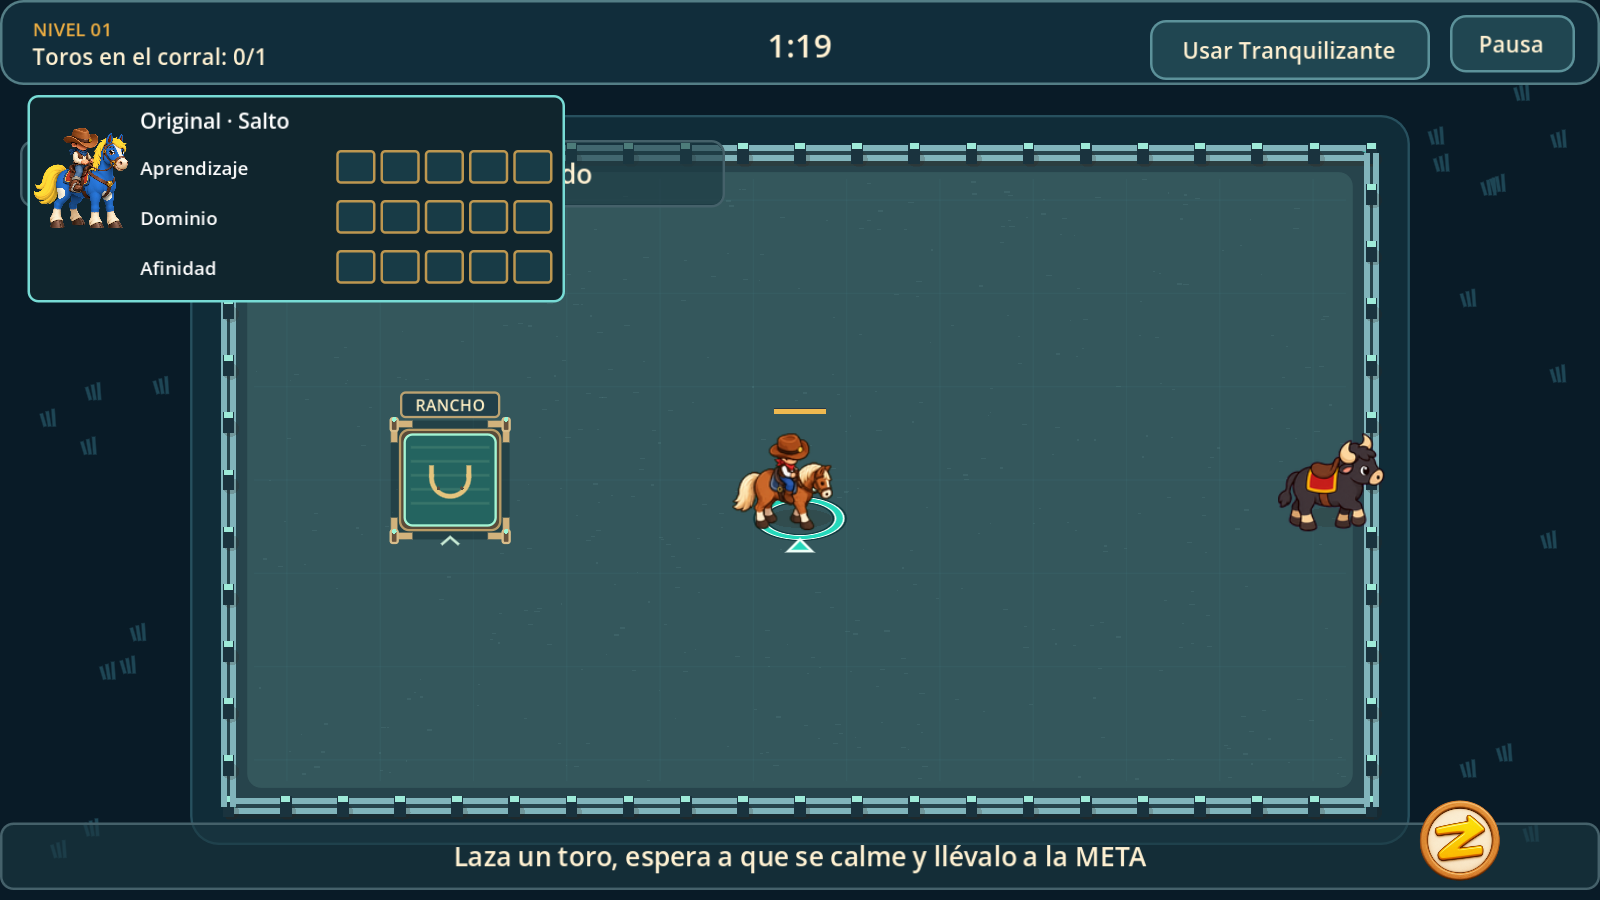 NIVEL 01
Toros en el corral: 0/1
1:19
Usar Tranquilizante
Pausa
Original · Salto
Aprendizaje
Dominio
Afinidad
do
RANCHO
Laza un toro, espera a que se calme y llévalo a la META